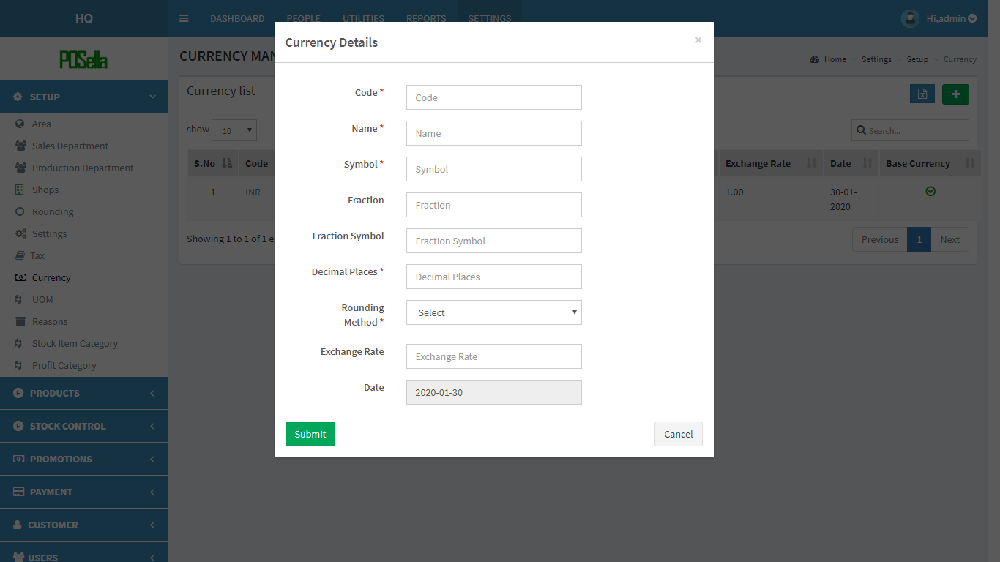 HQ
DASHBOARD PEOPLE UTILITIES REPORTS SETTINGS
Hi,admin
POSella
CURRENCY MAN
Home > Settings > Setup > Currency
SETUP
Area
Sales Department
Production Department
Shops
Rounding
Settings
Tax
Currency
UOM
Reasons
Stock Item Category
Profit Category
PRODUCTS
STOCK CONTROL
PROMOTIONS
PAYMENT
CUSTOMER
USERS
Currency list
show 10
Search...
S.No Code Exchange Rate Date Base Currency
1 INR 1.00 30-01-
2020
Showing 1 to 1 of 1 e
Previous 1 Next
Currency Details ×
Code * Code
Name * Name
Symbol * Symbol
Fraction Fraction
Fraction Symbol Fraction Symbol
Decimal Places * Decimal Places
Rounding
Method * Select
Exchange Rate Exchange Rate
Date 2020-01-30
Submit Cancel